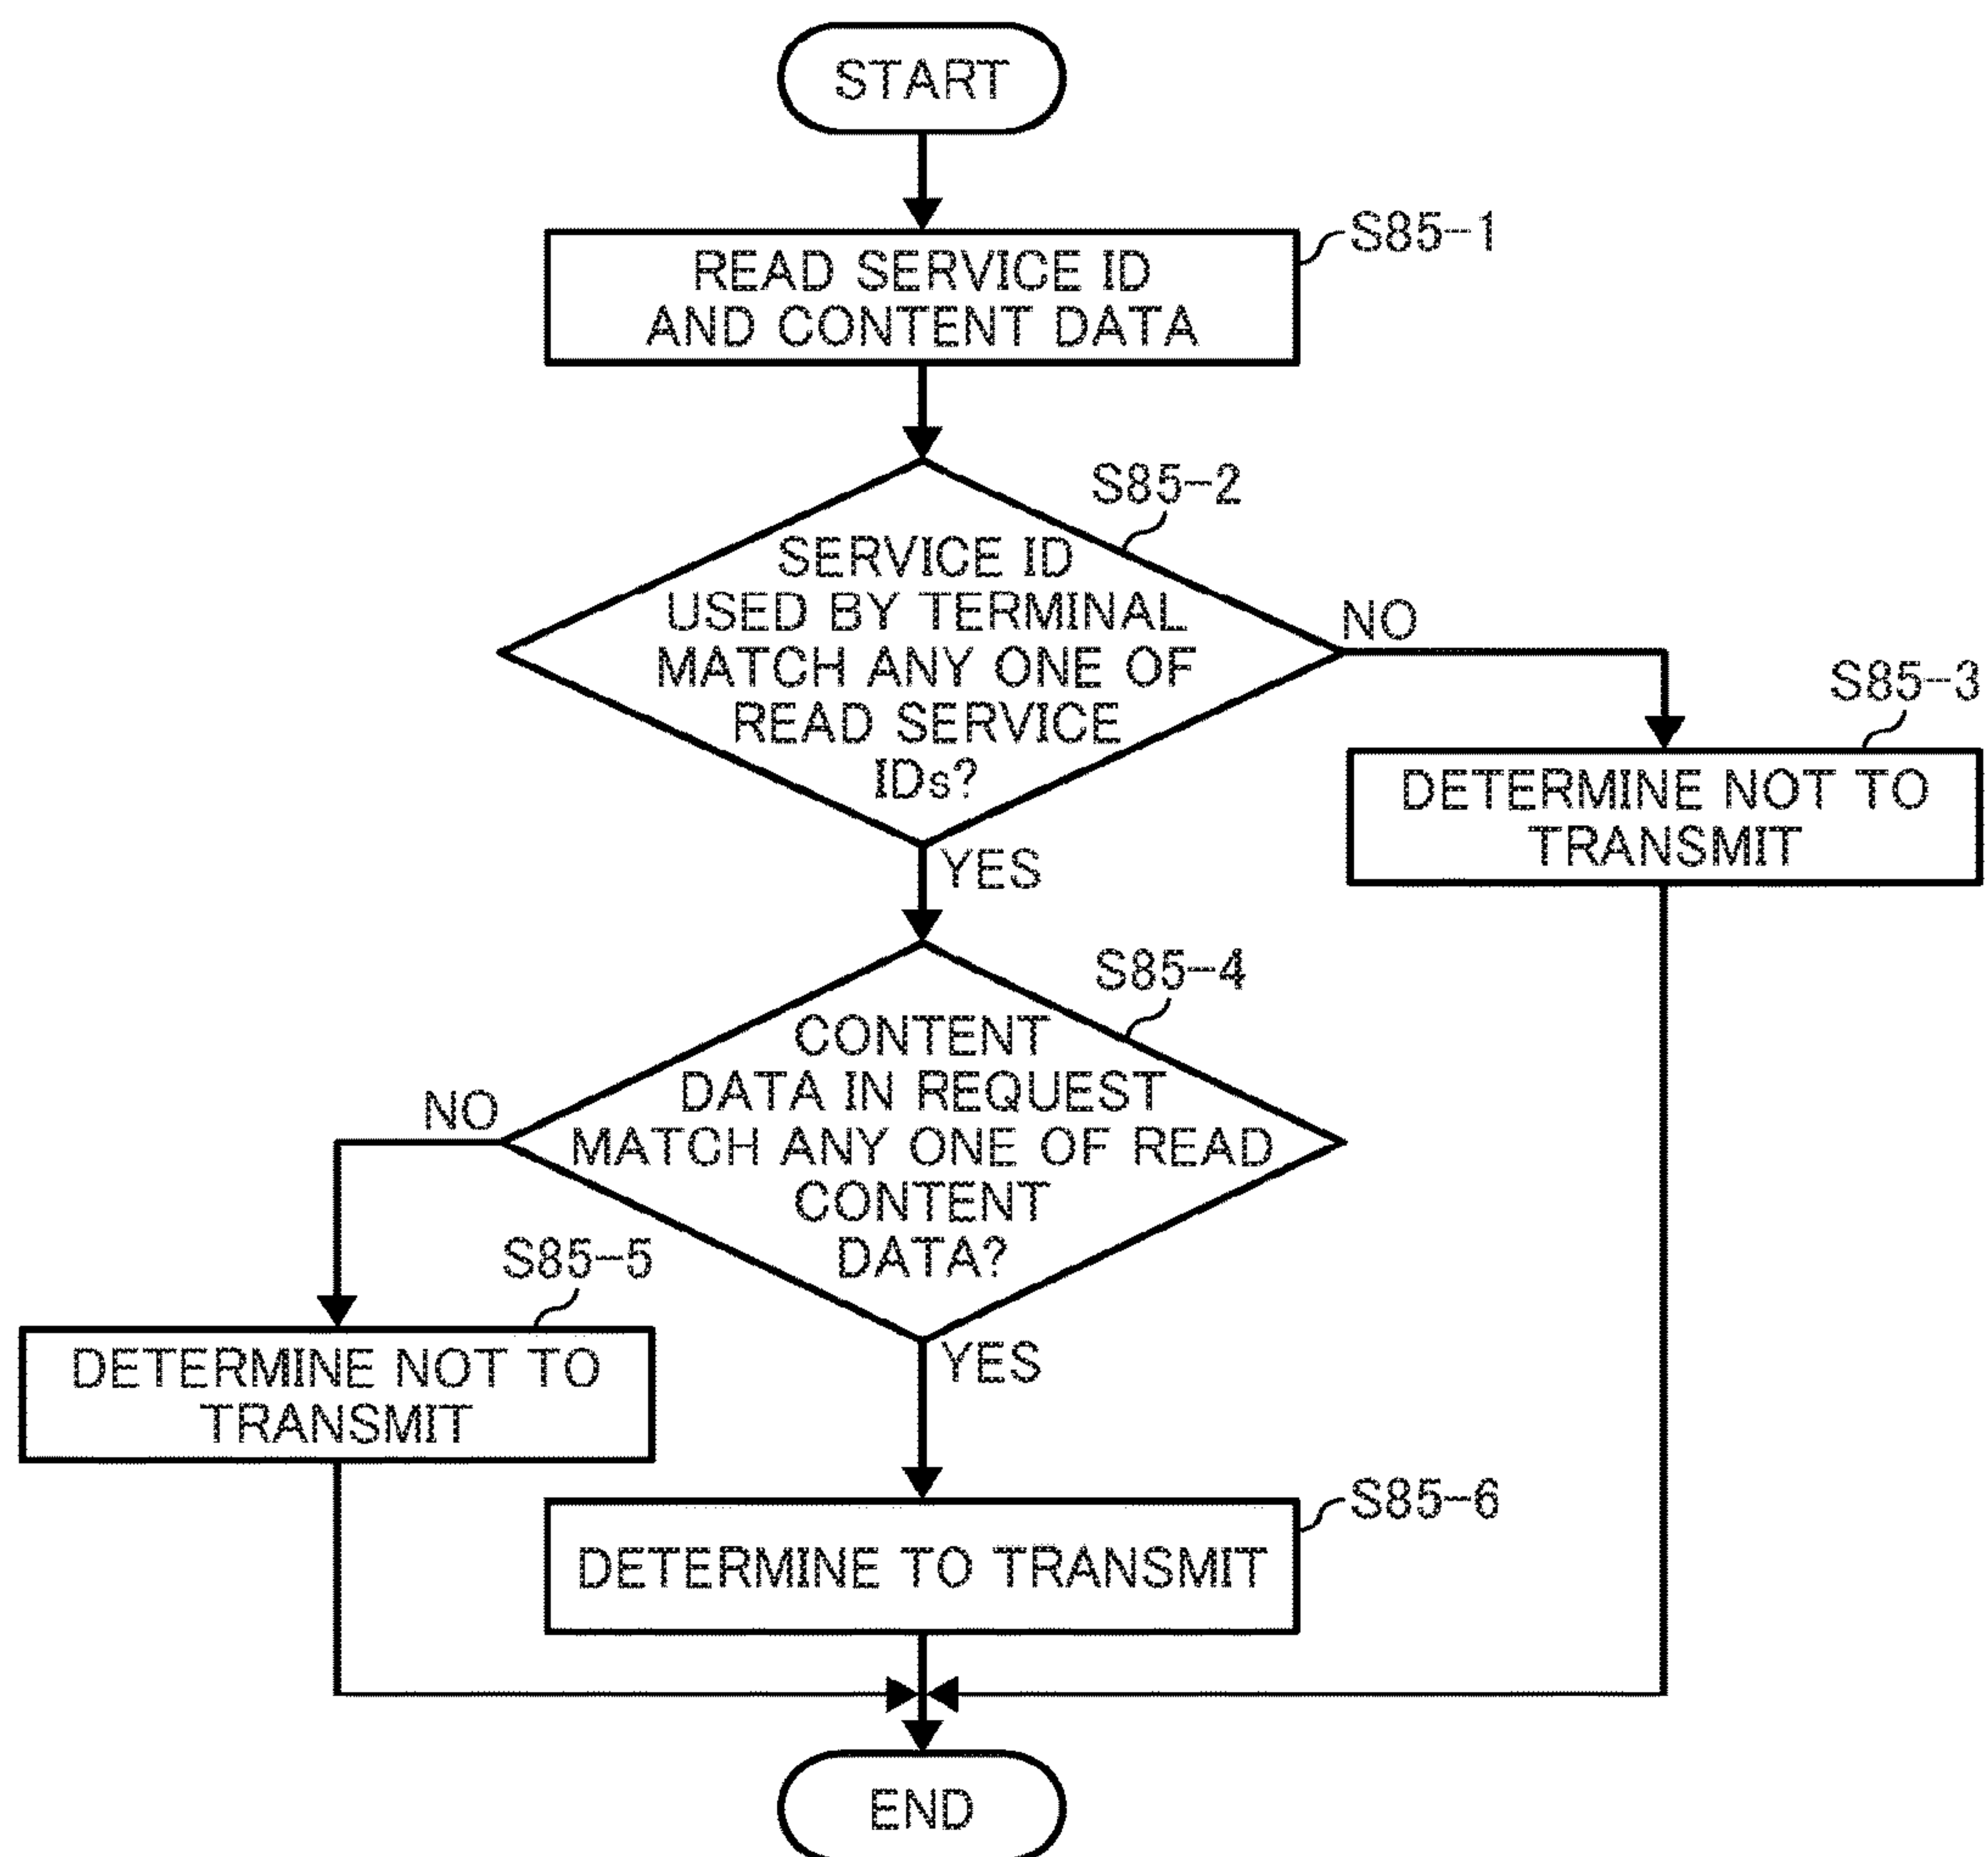 START
READ SERVICE ID
AND CONTENT DATA
S85-1
S85-2
SERVICE ID
USED BY TERMINAL
MATCH ANY ONE OF
READ SERVICE
IDs?
NO
S85-3
DETERMINE NOT TO
TRANSMIT
YES
S85-4
CONTENT
DATA IN REQUEST
MATCH ANY ONE OF READ
CONTENT
DATA?
NO
S85-5
DETERMINE NOT TO
TRANSMIT
YES
S85-6
DETERMINE TO TRANSMIT
END